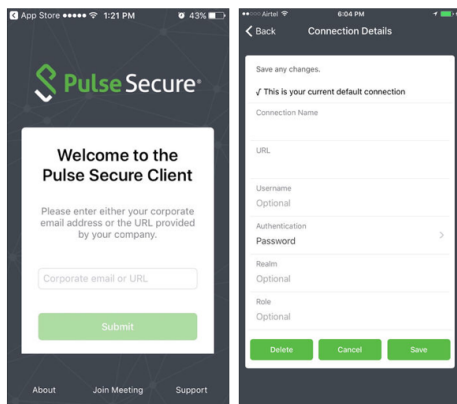 App Store 1:21 PM 43%
Pulse Secure®
Welcome to the
Pulse Secure Client
Please enter either your corporate
email address or the URL provided
by your company.
Corporate email or URL
Submit
About Join Meeting Support
Airtel 6:04 PM
Back Connection Details
Save any changes.
√ This is your current default connection
Connection Name
URL
Username
Optional
Authentication
Password
Realm
Optional
Role
Optional
Delete Cancel Save